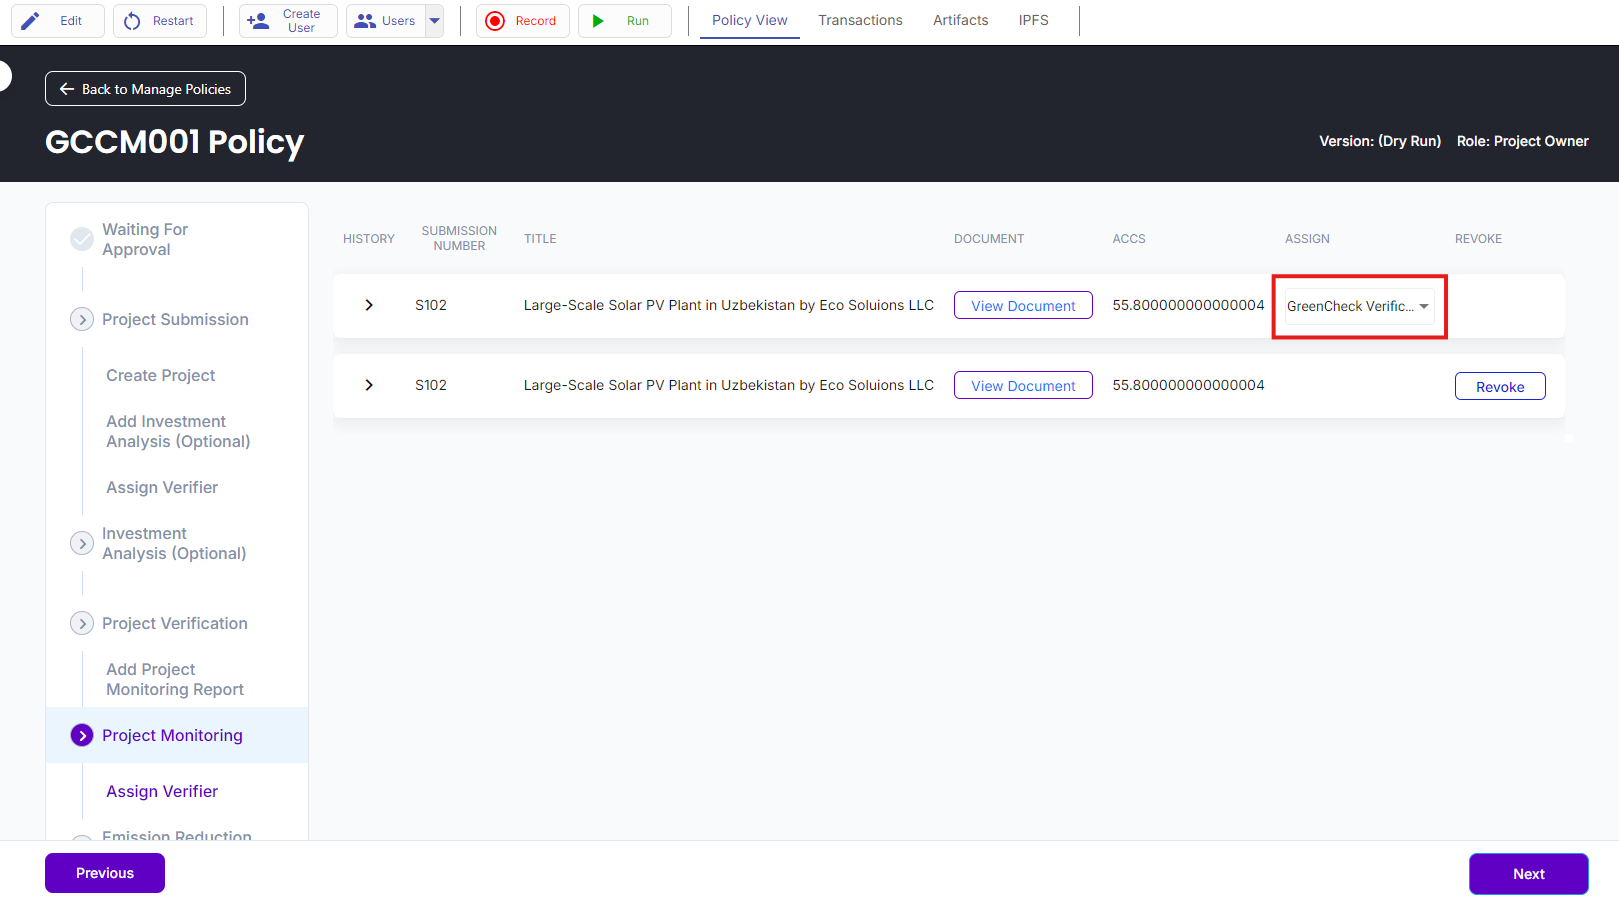 Edit
Restart
Create
User
Users
Record
Run
Policy View
Transactions
Artifacts
IPFS
Back to Manage Policies
GCCM001 Policy
Version: (Dry Run) Role: Project Owner
Waiting For
Approval
Project Submission
Create Project
Add Investment
Analysis (Optional)
Assign Verifier
Investment
Analysis (Optional)
Project Verification
Add Project
Monitoring Report
Project Monitoring
Assign Verifier
Emission Reduction
HISTORY
SUBMISSION
NUMBER
TITLE
DOCUMENT
ACCS
ASSIGN
REVOKE
S102
Large-Scale Solar PV Plant in Uzbekistan by Eco Soluions LLC
View Document
55.800000000000004
GreenCheck Verific...
S102
Large-Scale Solar PV Plant in Uzbekistan by Eco Soluions LLC
View Document
55.800000000000004
Revoke
Previous
Next